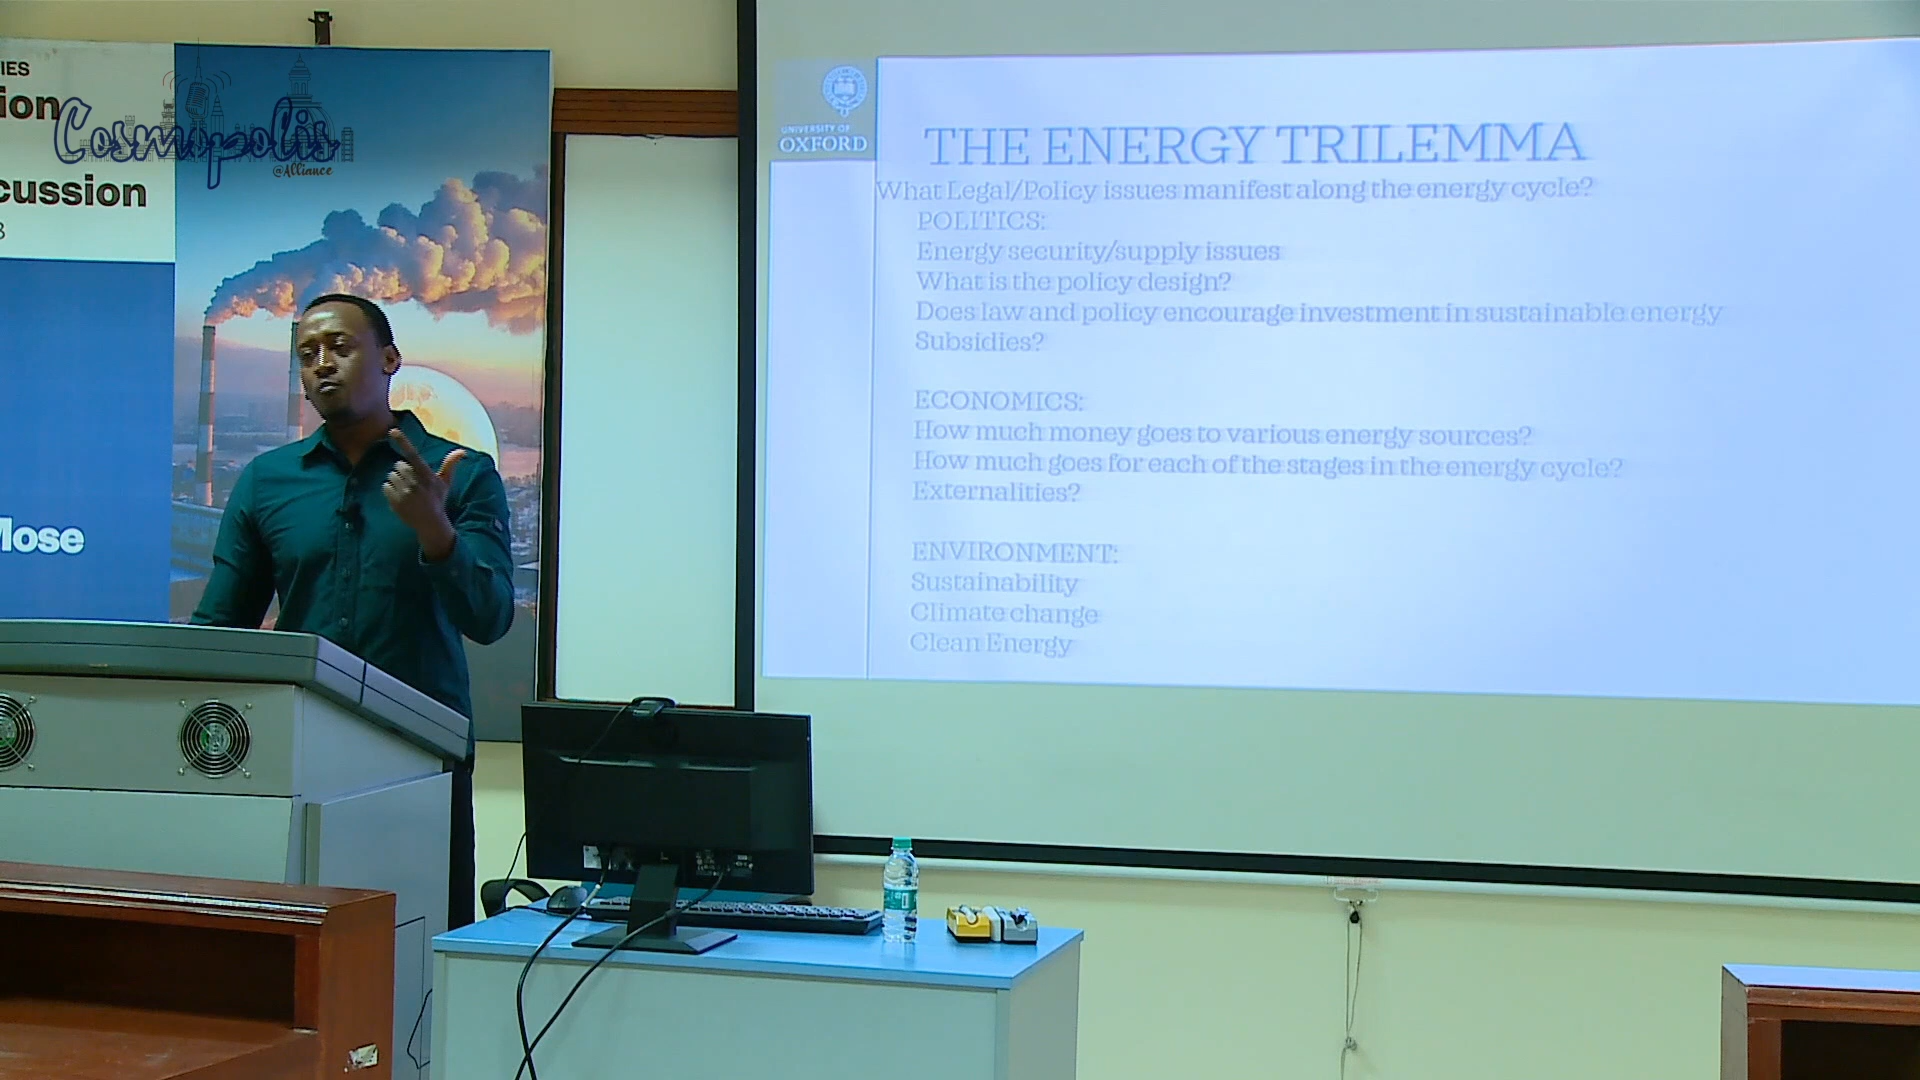 IES
ion
Cosmopolis
@Alliance
cussion
Mose
UNIVERSITY OF
OXFORD
THE ENERGY TRILEMMA
What Legal/Policy issues manifest along the energy cycle?
POLITICS:
Energy security/supply issues
What is the policy design?
Does law and policy encourage investment in sustainable energy
Subsidies?
ECONOMICS:
How much money goes to various energy sources?
How much goes for each of the stages in the energy cycle?
Externalities?
ENVIRONMENT:
Sustainability
Climate change
Clean Energy